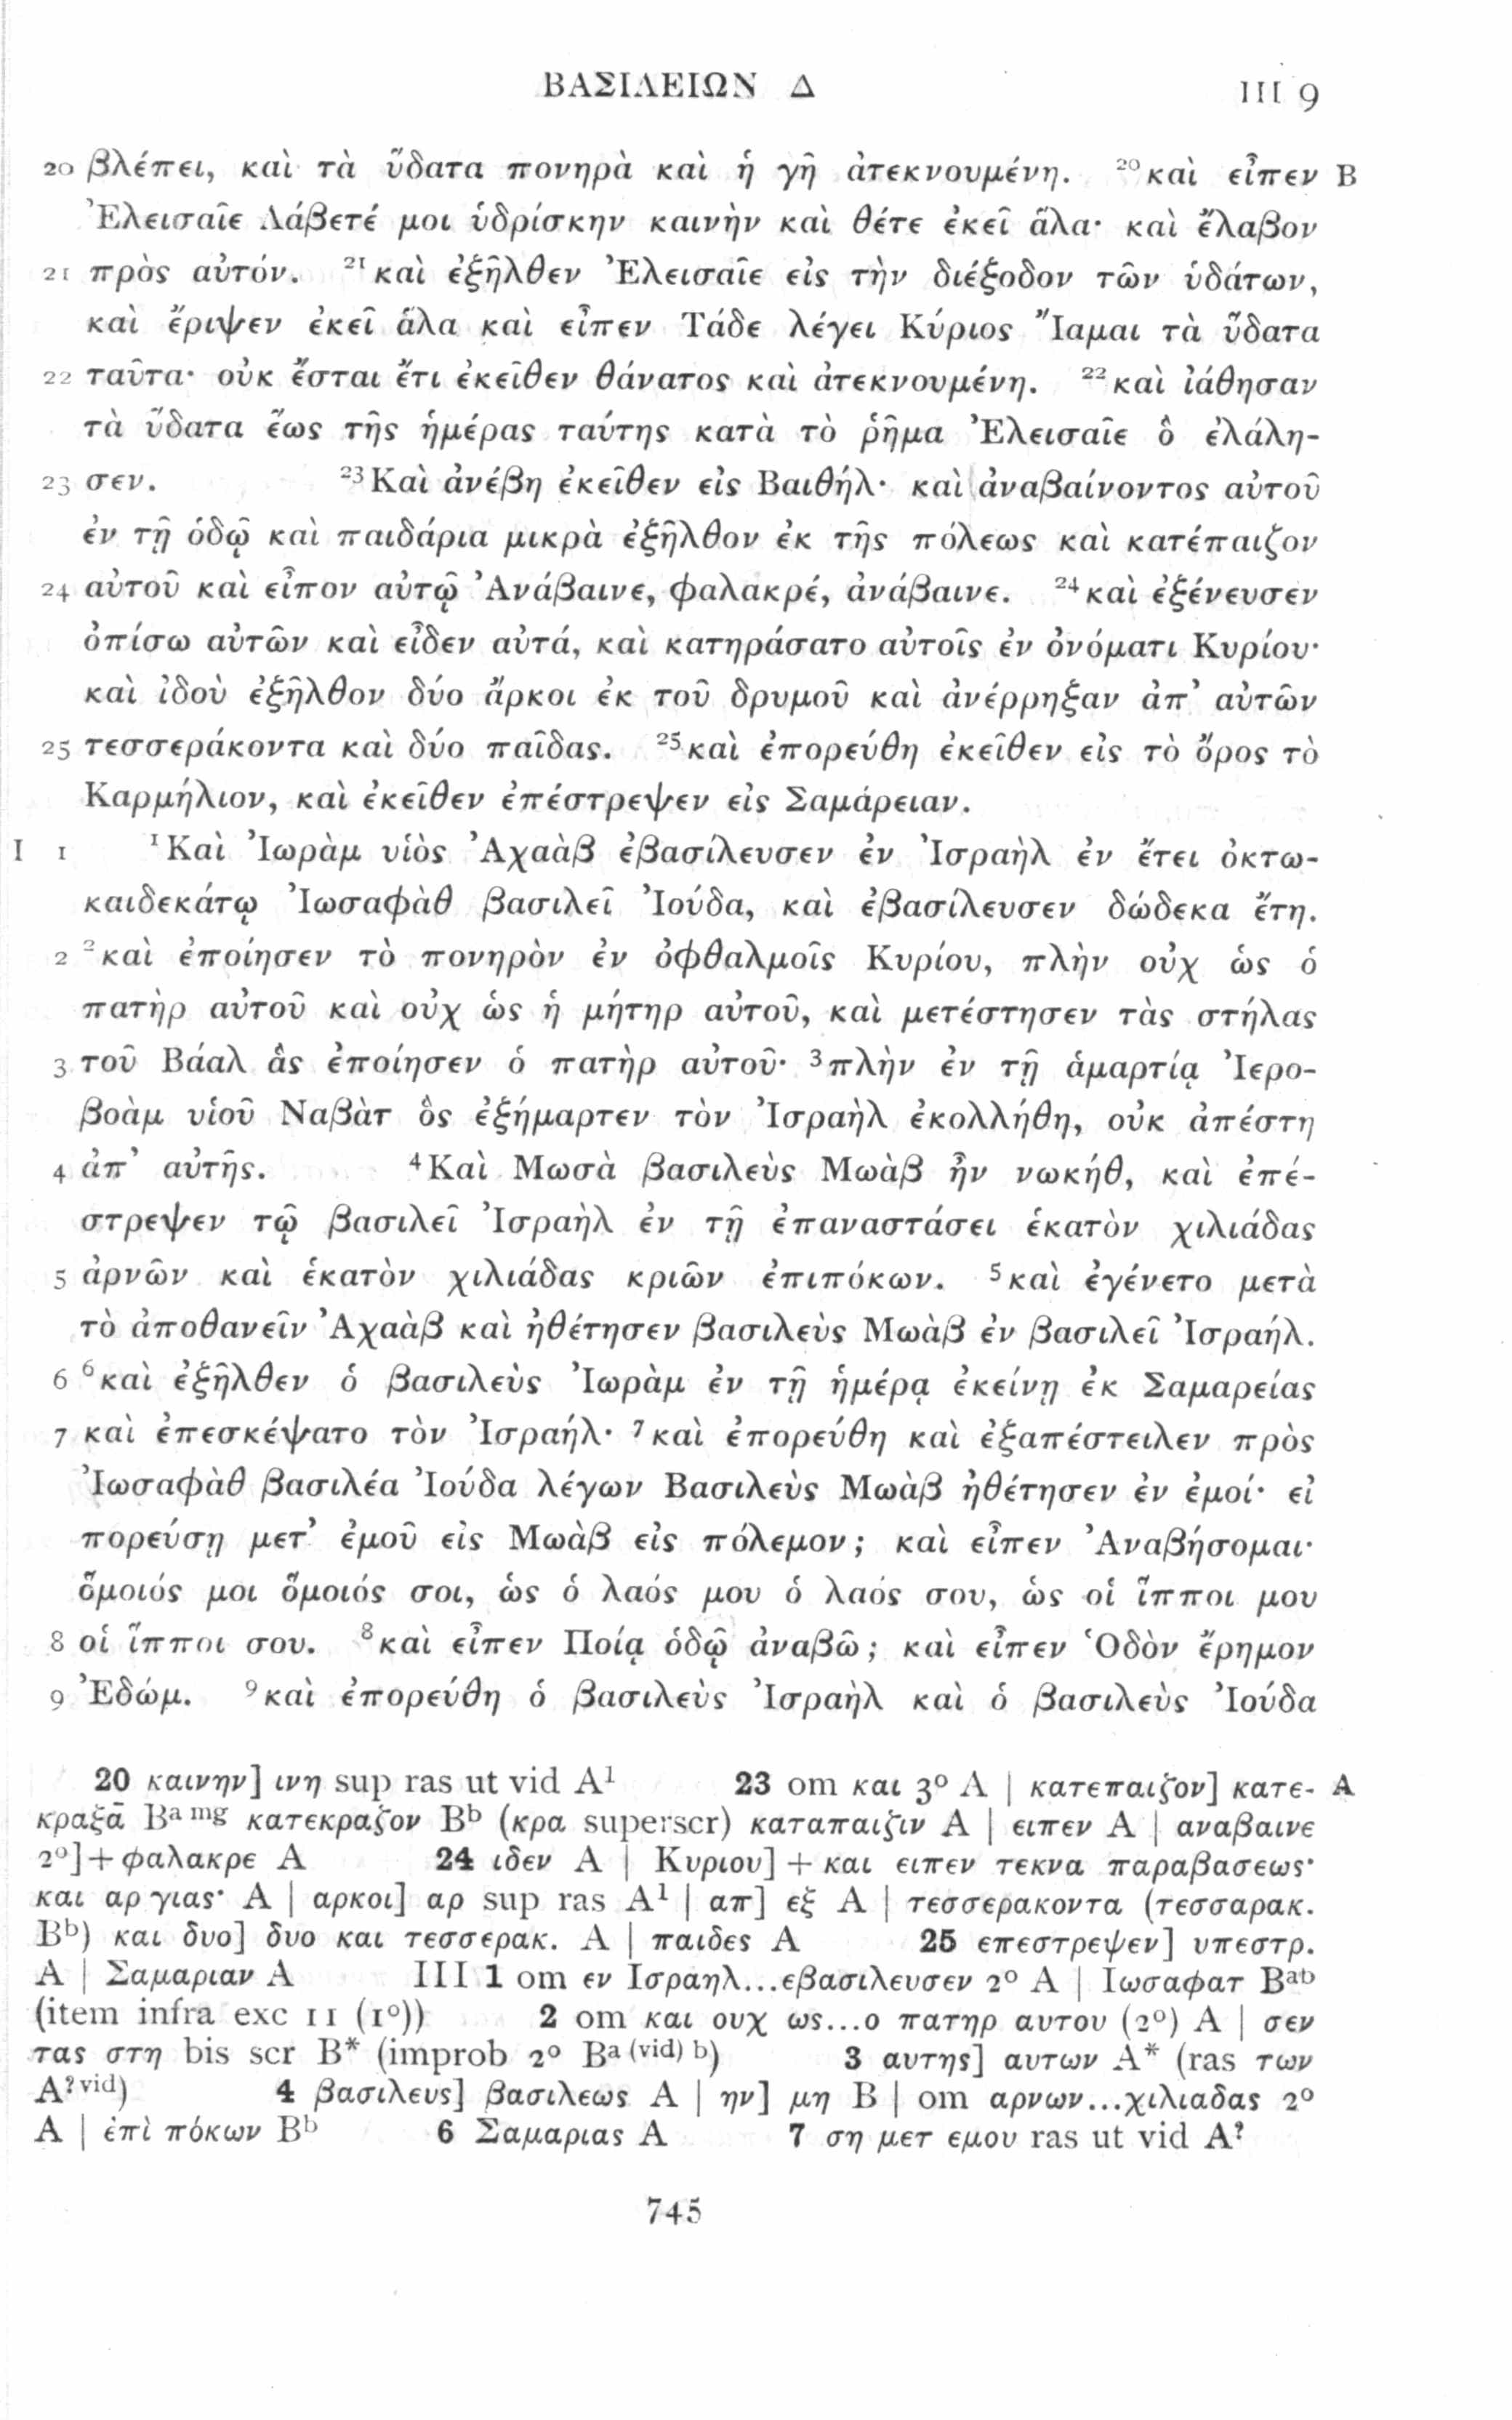 ΒΑΣΙΛΕΙΩΝ Δ III 9
20 βλέπει, καὶ τὰ ὕδατα πονηρὰ καὶ ἡ γῆ ἀτεκνουμένη. ²⁰καὶ εἶπεν B
Ἐλεισαῖε Λάβετέ μοι ὑδρίσκην καινὴν καὶ θέτε ἐκεῖ ἅλα· καὶ ἔλαβον
21 πρὸς αὐτόν. ²¹καὶ ἐξῆλθεν Ἐλεισαῖε εἰς τὴν διέξοδον τῶν ὑδάτων,
καὶ ἔριψεν ἐκεῖ ἅλα καὶ εἶπεν Τάδε λέγει Κύριος Ἴαμαι τὰ ὕδατα
22 ταῦτα· οὐκ ἔσται ἔτι ἐκεῖθεν θάνατος καὶ ἀτεκνουμένη. ²²καὶ ἰάθησαν
τὰ ὕδατα ἕως τῆς ἡμέρας ταύτης κατὰ τὸ ῥῆμα Ἐλεισαῖε ὃ ἐλάλη-
23 σεν. ²³Καὶ ἀνέβη ἐκεῖθεν εἰς Βαιθήλ· καὶ ἀναβαίνοντος αὐτοῦ
ἐν τῇ ὁδῷ καὶ παιδάρια μικρὰ ἐξῆλθον ἐκ τῆς πόλεως καὶ κατέπαιζον
24 αὐτοῦ καὶ εἶπον αὐτῷ Ἀνάβαινε, φαλακρέ, ἀνάβαινε. ²⁴καὶ ἐξένευσεν
ὀπίσω αὐτῶν καὶ εἶδεν αὐτά, καὶ κατηράσατο αὐτοῖς ἐν ὀνόματι Κυρίου·
καὶ ἰδοὺ ἐξῆλθον δύο ἄρκοι ἐκ τοῦ δρυμοῦ καὶ ἀνέρρηξαν ἀπ᾽ αὐτῶν
25 τεσσεράκοντα καὶ δύο παῖδας. ²⁵καὶ ἐπορεύθη ἐκεῖθεν εἰς τὸ ὄρος τὸ
Καρμήλιον, καὶ ἐκεῖθεν ἐπέστρεψεν εἰς Σαμάρειαν.
I 1 ¹Καὶ Ἰωρὰμ υἱὸς Ἀχαὰβ ἐβασίλευσεν ἐν Ἰσραὴλ ἐν ἔτει ὀκτω-
καιδεκάτῳ Ἰωσαφὰθ βασιλεῖ Ἰούδα, καὶ ἐβασίλευσεν δώδεκα ἔτη.
2 ²καὶ ἐποίησεν τὸ πονηρὸν ἐν ὀφθαλμοῖς Κυρίου, πλὴν οὐχ ὡς ὁ
πατὴρ αὐτοῦ καὶ οὐχ ὡς ἡ μήτηρ αὐτοῦ, καὶ μετέστησεν τὰς στήλας
3 τοῦ Βάαλ ἃς ἐποίησεν ὁ πατὴρ αὐτοῦ· ³πλὴν ἐν τῇ ἁμαρτίᾳ Ἰερο-
βοὰμ υἱοῦ Ναβὰτ ὃς ἐξήμαρτεν τὸν Ἰσραὴλ ἐκολλήθη, οὐκ ἀπέστη
4 ἀπ᾽ αὐτῆς. ⁴Καὶ Μωσὰ βασιλεὺς Μωὰβ ἦν νωκήθ, καὶ ἐπέ-
στρεψεν τῷ βασιλεῖ Ἰσραὴλ ἐν τῇ ἐπαναστάσει ἑκατὸν χιλιάδας
5 ἀρνῶν καὶ ἑκατὸν χιλιάδας κριῶν ἐπιπόκων. ⁵καὶ ἐγένετο μετὰ
τὸ ἀποθανεῖν Ἀχαὰβ καὶ ἠθέτησεν βασιλεὺς Μωὰβ ἐν βασιλεῖ Ἰσραήλ.
6 ⁶καὶ ἐξῆλθεν ὁ βασιλεὺς Ἰωρὰμ ἐν τῇ ἡμέρᾳ ἐκείνῃ ἐκ Σαμαρείας
7 καὶ ἐπεσκέψατο τὸν Ἰσραήλ· ⁷καὶ ἐπορεύθη καὶ ἐξαπέστειλεν πρὸς
Ἰωσαφὰθ βασιλέα Ἰούδα λέγων Βασιλεὺς Μωὰβ ἠθέτησεν ἐν ἐμοί· εἰ
πορεύσῃ μετ᾽ ἐμοῦ εἰς Μωὰβ εἰς πόλεμον; καὶ εἶπεν Ἀναβήσομαι·
ὅμοιός μοι ὅμοιός σοι, ὡς ὁ λαός μου ὁ λαός σου, ὡς οἱ ἵπποι μου
8 οἱ ἵπποι σου. ⁸καὶ εἶπεν Ποίᾳ ὁδῷ ἀναβῶ; καὶ εἶπεν Ὁδὸν ἔρημον
9 Ἐδώμ. ⁹καὶ ἐπορεύθη ὁ βασιλεὺς Ἰσραὴλ καὶ ὁ βασιλεὺς Ἰούδα
20 καινην] ινη sup ras ut vid A¹ 23 om και 3º A | κατεπαιζον] κατε- A
κραξᾱ Bᵃ ᵐᵍ κατεκραζον Bᵇ (κρα superscr) καταπαιζιν A | ειπεν A | αναβαινε
2º] + φαλακρε A 24 ιδεν A | Κυριου] + και ειπεν τεκνα παραβασεως·
και αρ γιας· A | αρκοι] αρ sup ras A¹ | απ] εξ A | τεσσερακοντα (τεσσαρακ.
Bᵇ) και δυο] δυο και τεσσερακ. A | παιδες A 25 επεστρεψεν] υπεστρ.
A | Σαμαριαν A III 1 om εν Ισραηλ...εβασιλευσεν 2º A | Ιωσαφατ Bᵃᵇ
(item infra exc 11 (1º)) 2 om και ουχ ως...ο πατηρ αυτου (2º) A | σεν
τας στη bis scr B* (improb 2º Bᵃ ⁽ᵛⁱᵈ⁾ ᵇ) 3 αυτης] αυτων A* (ras των
A?ᵛⁱᵈ) 4 βασιλευς] βασιλεως A | ην] μη B | om αρνων...χιλιαδας 2º
A | ἐπὶ πόκων Bᵇ 6 Σαμαριας A 7 ση μετ εμου ras ut vid A?
745